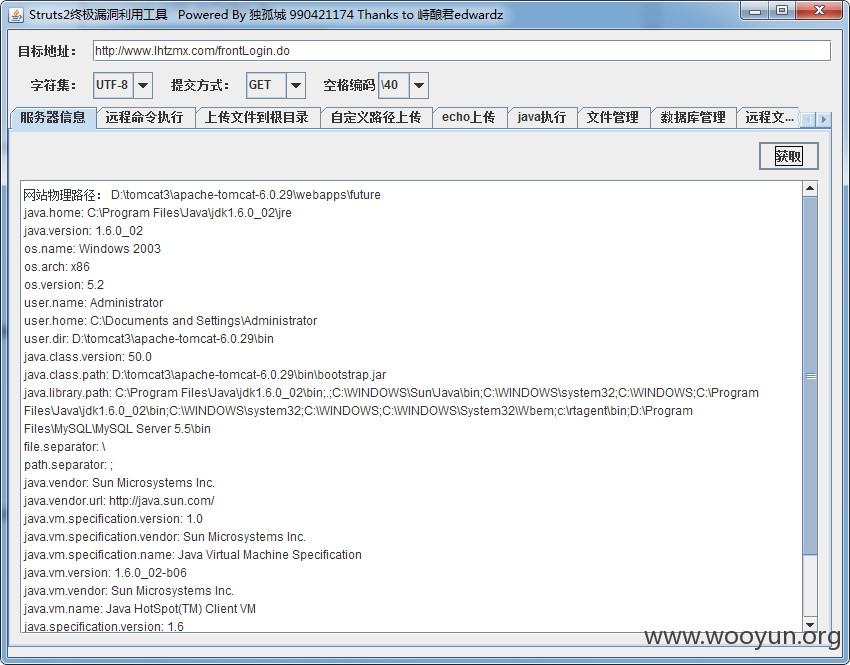 Struts2终极漏洞利用工具 Powered By 独孤城 990421174 Thanks to 峙酿君edwardz
目标地址： http://www.lhtzmx.com/frontLogin.do
字符集： UTF-8 提交方式： GET 空格编码 \40
服务器信息 远程命令执行 上传文件到根目录 自定义路径上传 echo上传 java执行 文件管理 数据库管理 远程文...
获取
网站物理路径： D:\tomcat3\apache-tomcat-6.0.29\webapps\future
java.home: C:\Program Files\Java\jdk1.6.0_02\jre
java.version: 1.6.0_02
os.name: Windows 2003
os.arch: x86
os.version: 5.2
user.name: Administrator
user.home: C:\Documents and Settings\Administrator
user.dir: D:\tomcat3\apache-tomcat-6.0.29\bin
java.class.version: 50.0
java.class.path: D:\tomcat3\apache-tomcat-6.0.29\bin\bootstrap.jar
java.library.path: C:\Program Files\Java\jdk1.6.0_02\bin;.;C:\WINDOWS\Sun\Java\bin;C:\WINDOWS\system32;C:\WINDOWS;C:\Program
Files\Java\jdk1.6.0_02\bin;C:\WINDOWS\system32;C:\WINDOWS;C:\WINDOWS\System32\Wbem;c:\rtagent\bin;D:\Program
Files\MySQL\MySQL Server 5.5\bin
file.separator: \
path.separator: ;
java.vendor: Sun Microsystems Inc.
java.vendor.url: http://java.sun.com/
java.vm.specification.version: 1.0
java.vm.specification.vendor: Sun Microsystems Inc.
java.vm.specification.name: Java Virtual Machine Specification
java.vm.version: 1.6.0_02-b06
java.vm.vendor: Sun Microsystems Inc.
java.vm.name: Java HotSpot(TM) Client VM
java.specification.version: 1.6
www.wooyun.org